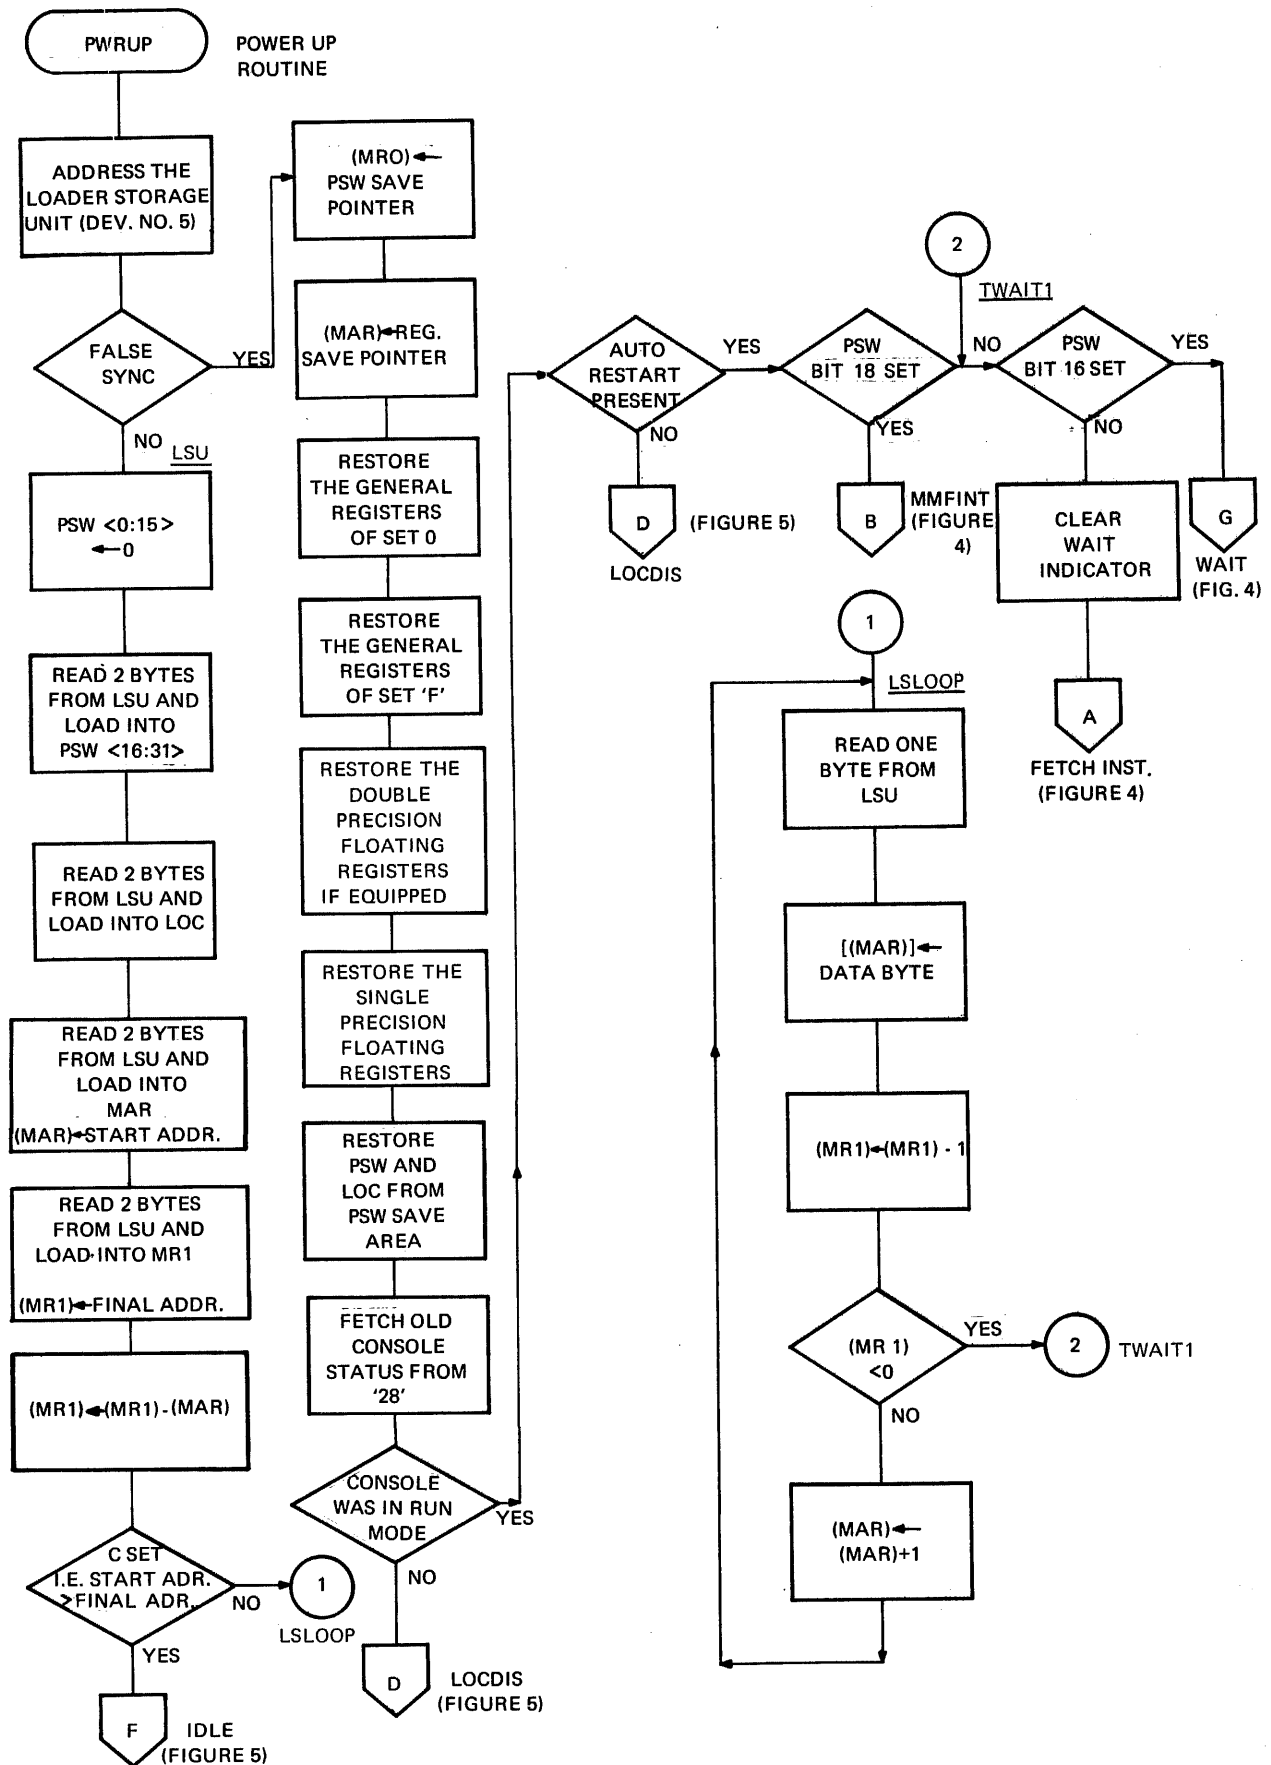 PWRUP
POWER UP
ROUTINE
ADDRESS THE
LOADER STORAGE
UNIT (DEV. NO. 5)
FALSE
SYNC
YES
NO
LSU
PSW <0:15>
←0
READ 2 BYTES
FROM LSU AND
LOAD INTO
PSW <16:31>
READ 2 BYTES
FROM LSU AND
LOAD INTO LOC
READ 2 BYTES
FROM LSU AND
LOAD INTO
MAR
(MAR)←START ADDR.
READ 2 BYTES
FROM LSU AND
LOAD INTO MR1
(MR1)←FINAL ADDR.
(MR1)←(MR1)-(MAR)
C SET
I.E. START ADR.
>FINAL ADR.
NO
1
LSLOOP
YES
F
IDLE
(FIGURE 5)
(MRO)←
PSW SAVE
POINTER
(MAR)←REG.
SAVE POINTER
RESTORE
THE GENERAL
REGISTERS
OF SET 0
RESTORE
THE GENERAL
REGISTERS
OF SET 'F'
RESTORE THE
DOUBLE
PRECISION
FLOATING
REGISTERS
IF EQUIPPED
RESTORE THE
SINGLE
PRECISION
FLOATING
REGISTERS
RESTORE
PSW AND
LOC FROM
PSW SAVE
AREA
FETCH OLD
CONSOLE
STATUS FROM
'28'
CONSOLE
WAS IN RUN
MODE
YES
NO
D
LOCDIS
(FIGURE 5)
AUTO
RESTART
PRESENT
YES
NO
D
(FIGURE 5)
LOCDIS
PSW
BIT 18 SET
YES
B
MMFINT
(FIGURE
4)
2
TWAIT1
NO
PSW
BIT 16 SET
YES
NO
G
WAIT
(FIG. 4)
CLEAR
WAIT
INDICATOR
A
FETCH INST.
(FIGURE 4)
1
LSLOOP
READ ONE
BYTE FROM
LSU
[(MAR)]←
DATA BYTE
(MR1)←(MR1) - 1
(MR 1)
<0
YES
2
TWAIT1
NO
(MAR)←
(MAR)+1